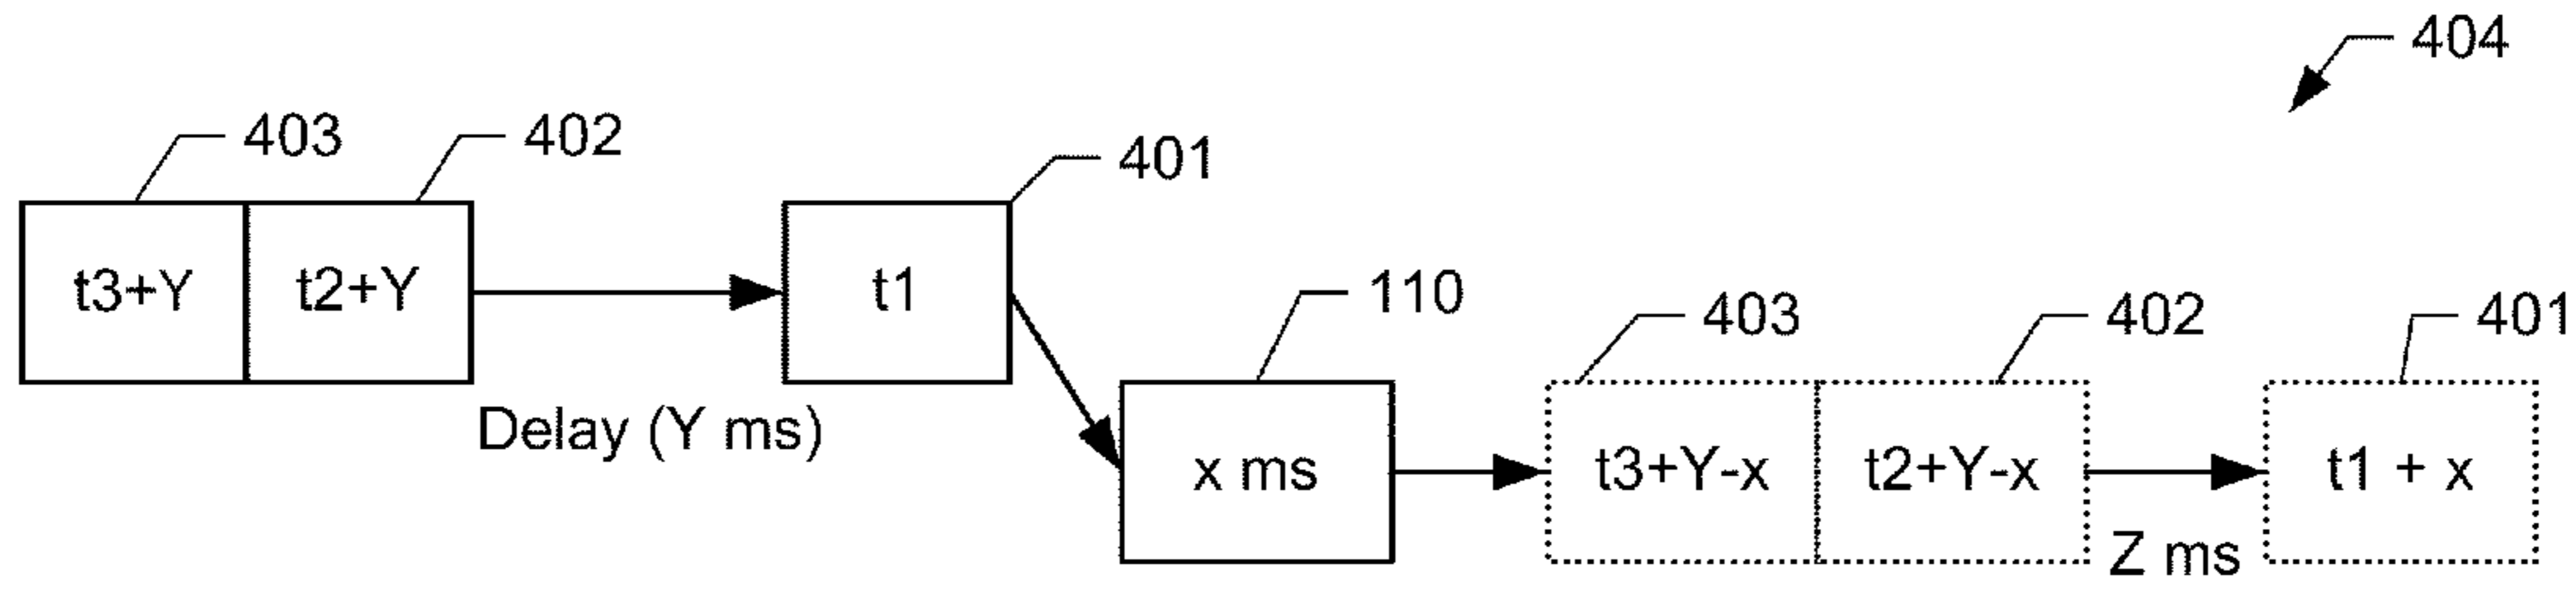 404
403
402
401
t3+Y
t2+Y
t1
110
403
402
401
Delay (Y ms)
x ms
t3+Y-x
t2+Y-x
t1 + x
Z ms